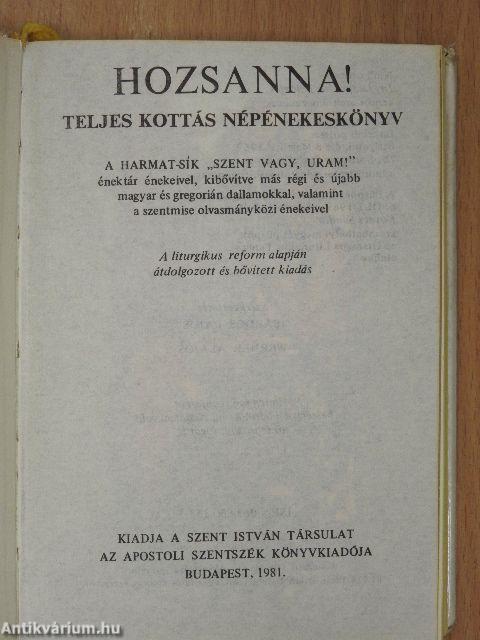 HOZSANNA!
TELJES KOTTÁS NÉPÉNEKESKÖNYV
A HARMAT-SÍK „SZENT VAGY, URAM!”
énektár énekeivel, kibővítve más régi és újabb
magyar és gregorián dallamokkal, valamint
a szentmise olvasmányközi énekeivel
A liturgikus reform alapján
átdolgozott és bővített kiadás
KIADJA A SZENT ISTVÁN TÁRSULAT
AZ APOSTOLI SZENTSZÉK KÖNYVKIADÓJA
BUDAPEST, 1981.
Antikvárium.hu